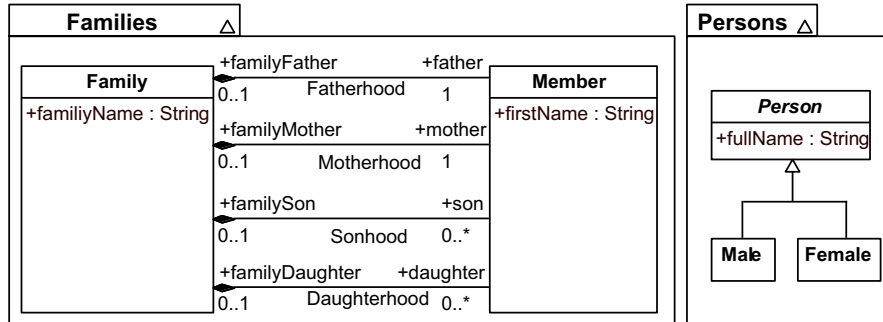 Families
Persons
+familyFather +father
Family
Member
0..1 Fatherhood 1
+familiyName : String
+firstName : String
Person
+familyMother +mother
+fullName : String
0..1 Motherhood 1
+familySon +son
0..1 Sonhood 0..*
Male
Female
+familyDaughter +daughter
0..1 Daughterhood 0..*